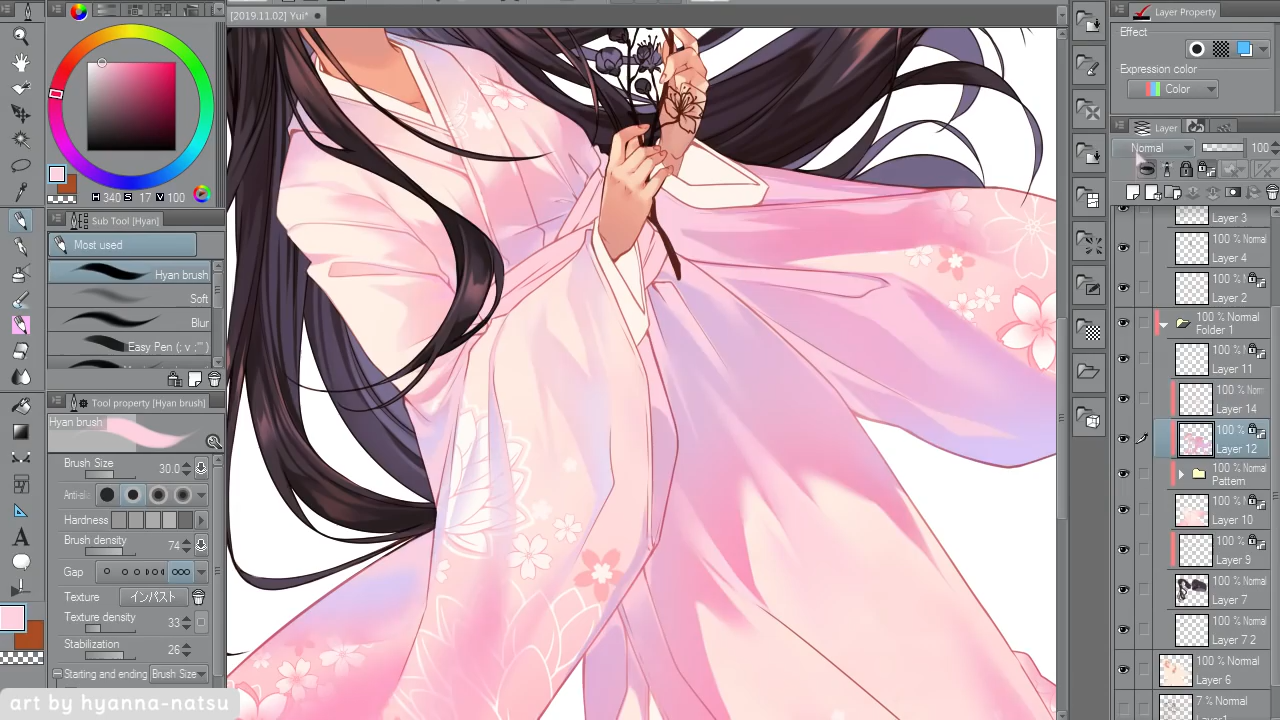 [2019.11.02] Yui*
H 340 S 17 V 100
Sub Tool [Hyan]
Most used
Hyan brush
Soft
Blur
Easy Pen (; v ;"" )
Tool property [Hyan brush]
Hyan brush
Brush Size 30.0
Anti-ali
Hardness
Brush density 74
Gap
Texture インパスト
Texture density 33
Stabilization 26
Starting and ending Brush Size
art by hyanna-natsu
Layer Property
Effect
Expression color
Color
Layer
Normal 100
Layer 3
100 % Normal
Layer 4
100 % N
Layer 2
100 % Normal
Folder 1
100 % N
Layer 11
100 % Norm
Layer 14
100 %
Layer 12
100 % Normal
Pattern
100 % N
Layer 10
100 %
Layer 9
100 % Normal
Layer 7
100 % Normal
Layer 7 2
100 % Normal
Layer 6
7 % Normal
Layer1